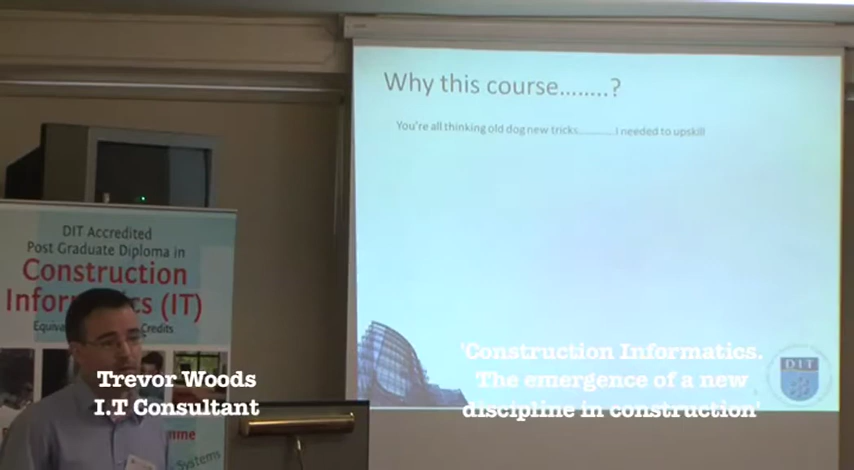 Why this course........?
You're all thinking old dog new tricks............I needed to upskill
DIT Accredited
Post Graduate Diploma in
Construction
(IT)
Credits
Trevor Woods
I.T Consultant
'Construction Informatics.
The emergence of a new
discipline in construction'
DIT
Systems